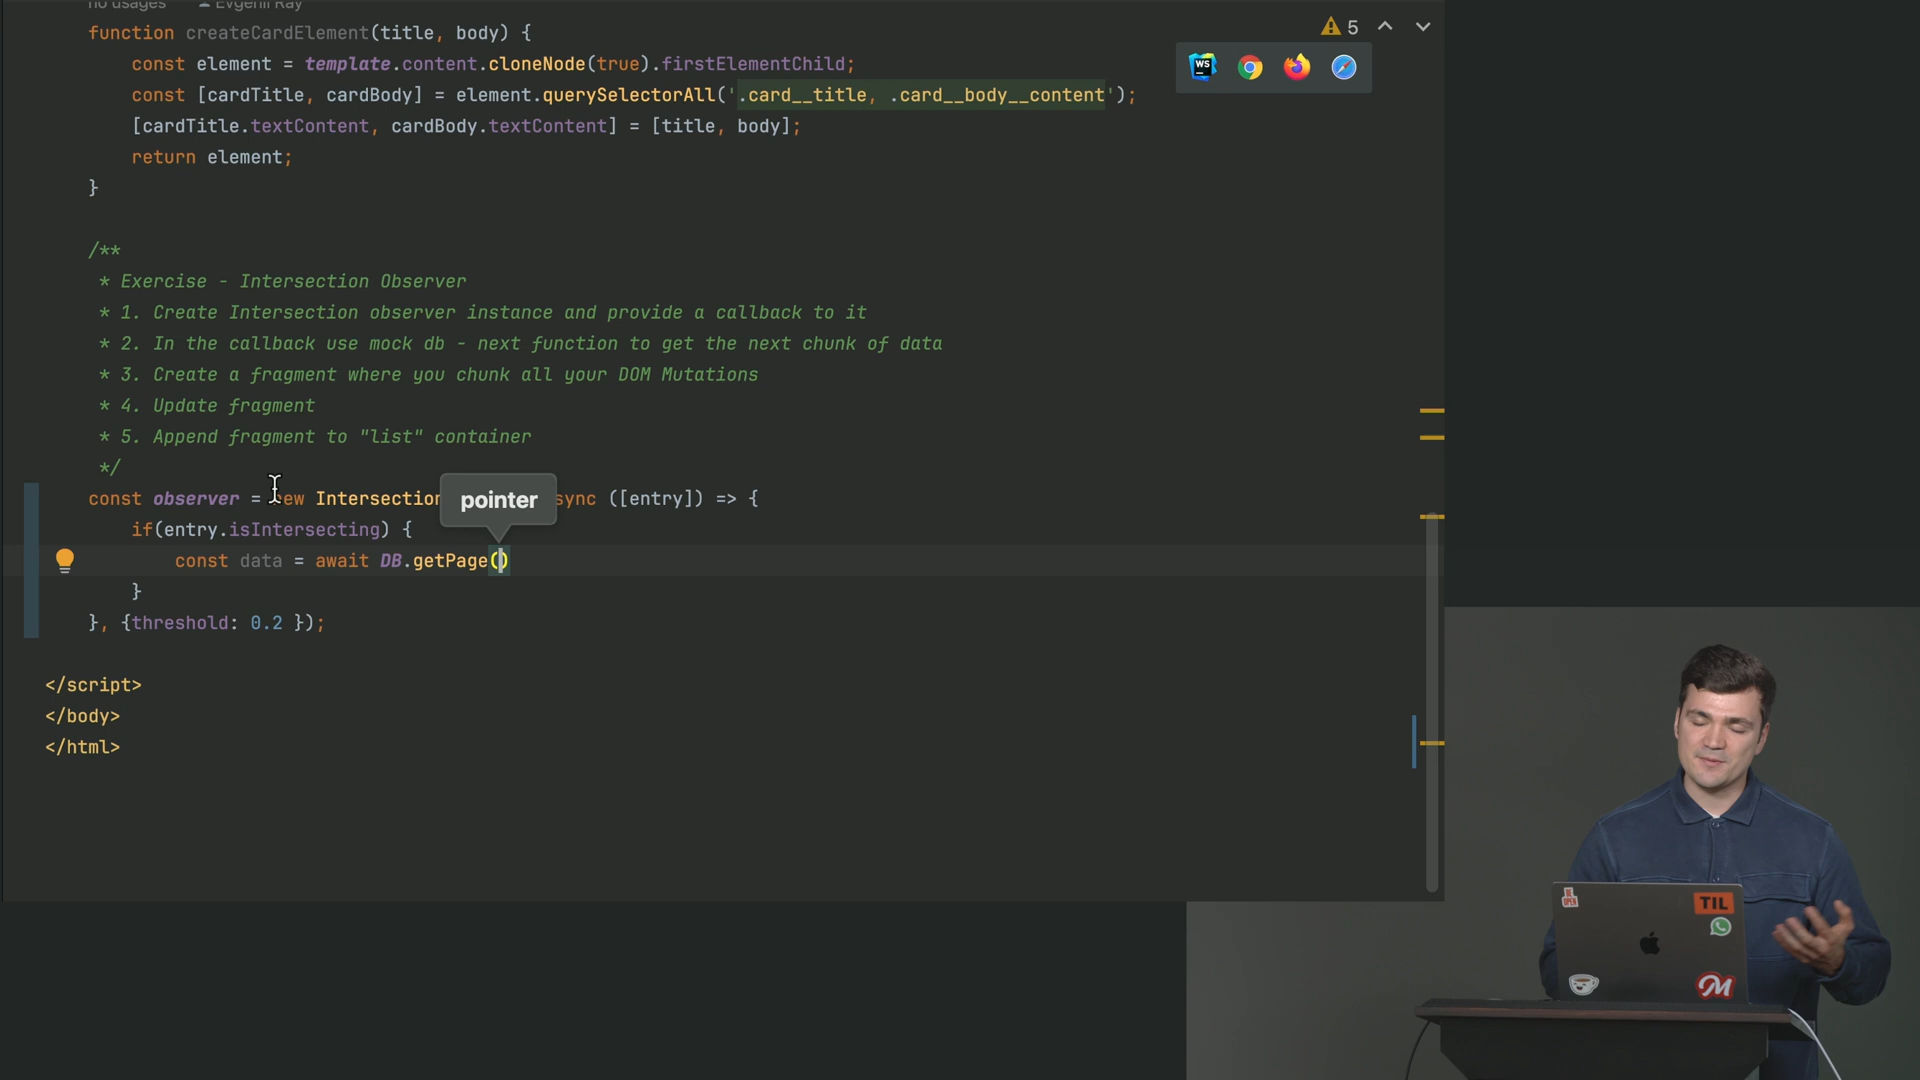 no usages Evgenii Ray
function createCardElement(title, body) {
const element = template.content.cloneNode(true).firstElementChild;
const [cardTitle, cardBody] = element.querySelectorAll('.card__title, .card__body__content');
[cardTitle.textContent, cardBody.textContent] = [title, body];
return element;
}
/**
* Exercise - Intersection Observer
* 1. Create Intersection observer instance and provide a callback to it
* 2. In the callback use mock db - next function to get the next chunk of data
* 3. Create a fragment where you chunk all your DOM Mutations
* 4. Update fragment
* 5. Append fragment to "list" container
*/
const observer = new Intersection sync ([entry]) => {
pointer
if(entry.isIntersecting) {
const data = await DB.getPage()
}
}, {threshold: 0.2 });
</script>
</body>
</html>
5
WS
TIL
M